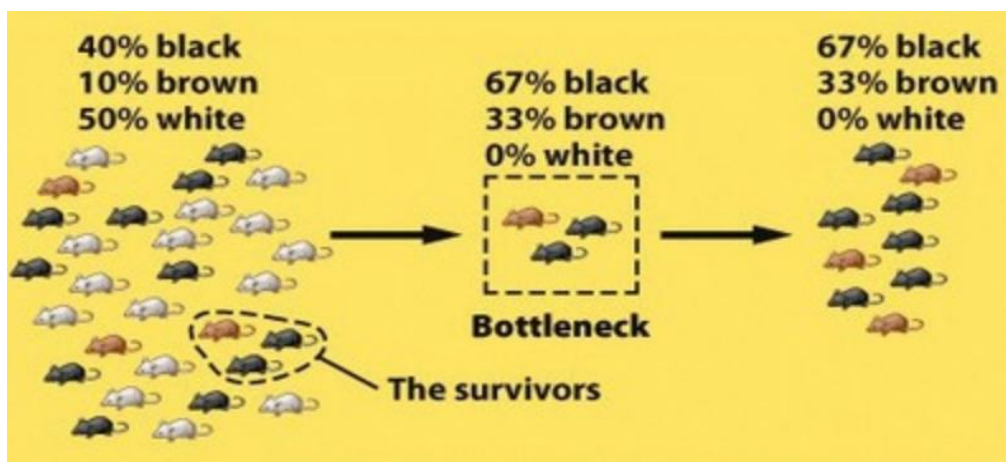 40% black
10% brown
50% white
67% black
33% brown
0% white
Bottleneck
The survivors
67% black
33% brown
0% white